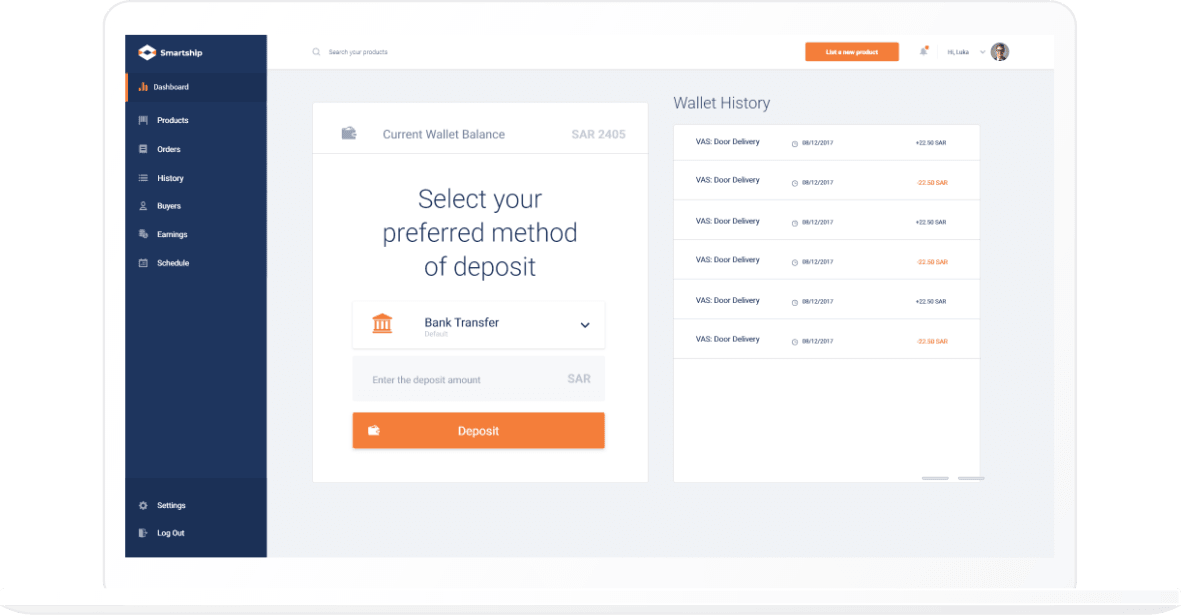 Smartship
Search your products
List a new product
Hi, Luka
Dashboard
Products
Orders
History
Buyers
Earnings
Schedule
Settings
Log Out
Current Wallet Balance SAR 2405
Select your
preferred method
of deposit
Bank Transfer
Default
Enter the deposit amount SAR
Deposit
Wallet History
VAS: Door Delivery 08/12/2017 +22.50 SAR
VAS: Door Delivery 08/12/2017 -22.50 SAR
VAS: Door Delivery 08/12/2017 +22.50 SAR
VAS: Door Delivery 08/12/2017 -22.50 SAR
VAS: Door Delivery 08/12/2017 +22.50 SAR
VAS: Door Delivery 08/12/2017 -22.50 SAR